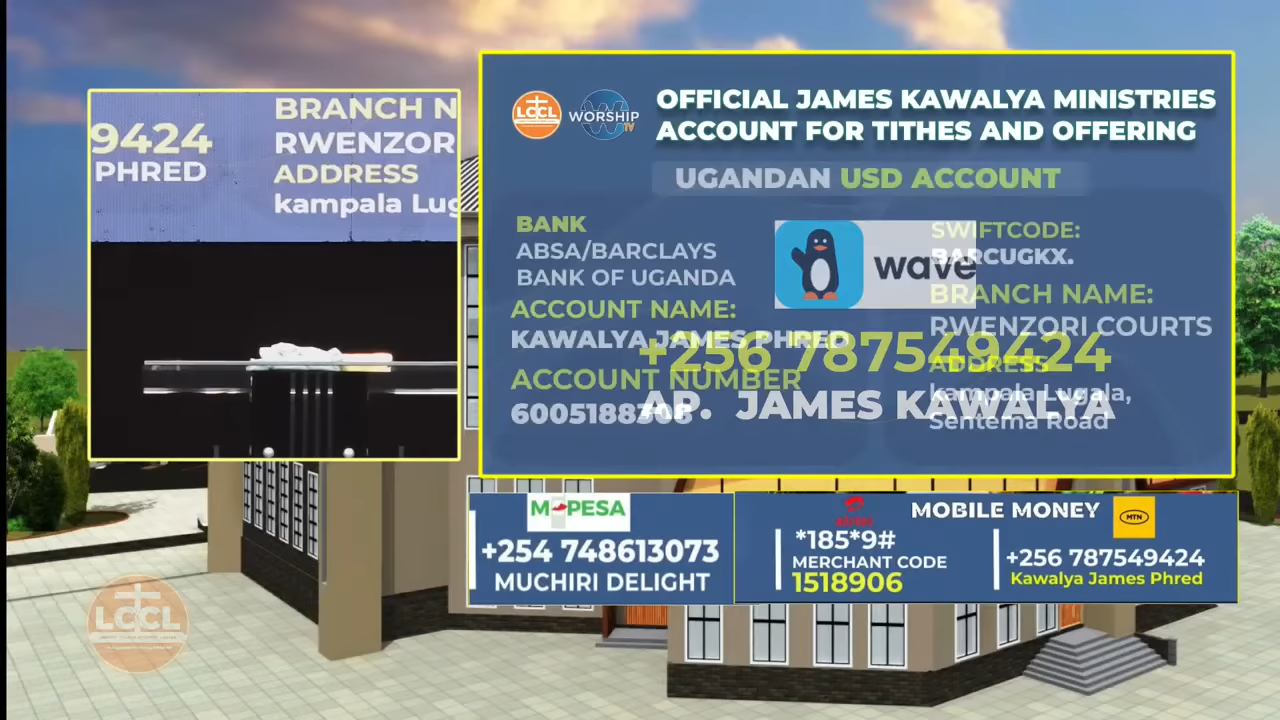 9424
PHRED
BRANCH N
RWENZOR
ADDRESS
kampala Lug
LCCL
WORSHIP
TV
OFFICIAL JAMES KAWALYA MINISTRIES
ACCOUNT FOR TITHES AND OFFERING
UGANDAN USD ACCOUNT
BANK
ABSA/BARCLAYS
BANK OF UGANDA
ACCOUNT NAME:
KAWALYA JAMES PHRED
ACCOUNT NUMBER
wave
SWIFTCODE:
BARCUGKX.
BRANCH NAME:
RWENZORI COURTS
ADDRESS
kampala Lugala,
Sentema Road
+256 787549424
AP. JAMES KAWALYA
M-PESA
+254 748613073
MUCHIRI DELIGHT
airtel
*185*9#
MERCHANT CODE
1518906
MOBILE MONEY
MTN
+256 787549424
Kawalya James Phred
LCCL